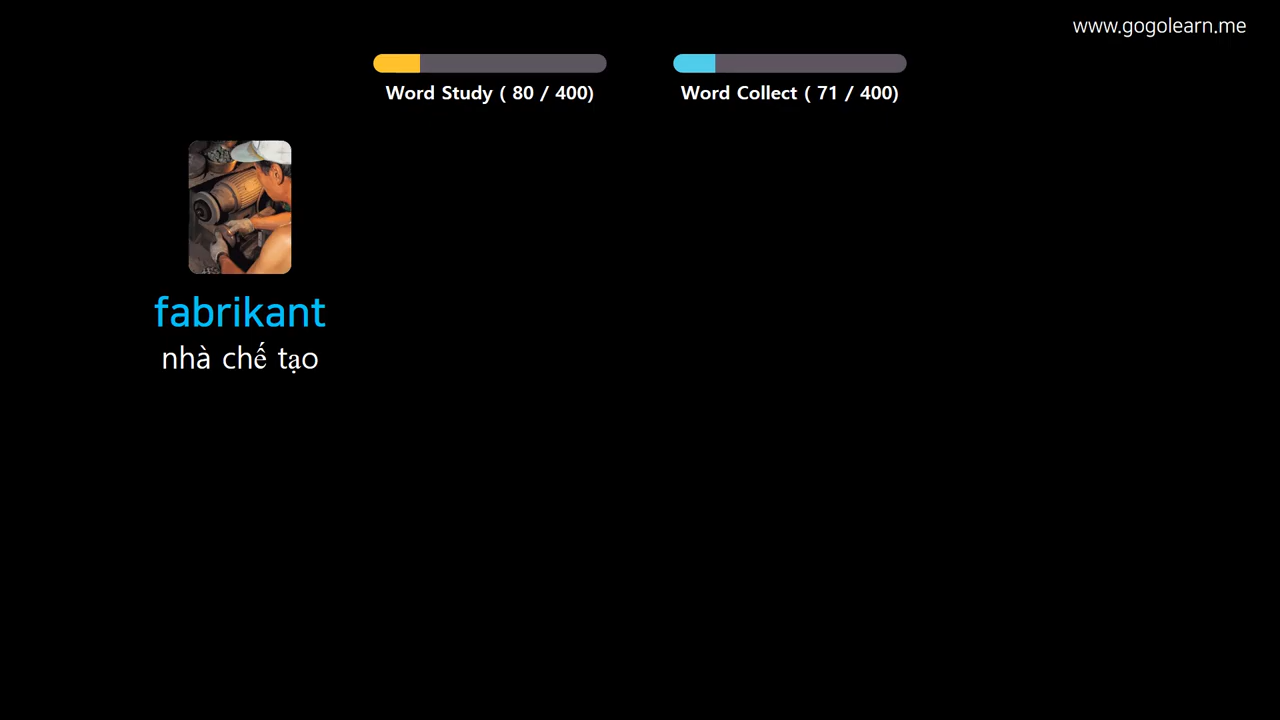 www.gogolearn.me
Word Study ( 80 / 400)
Word Collect ( 71 / 400)
fabrikant
nhà chế tạo